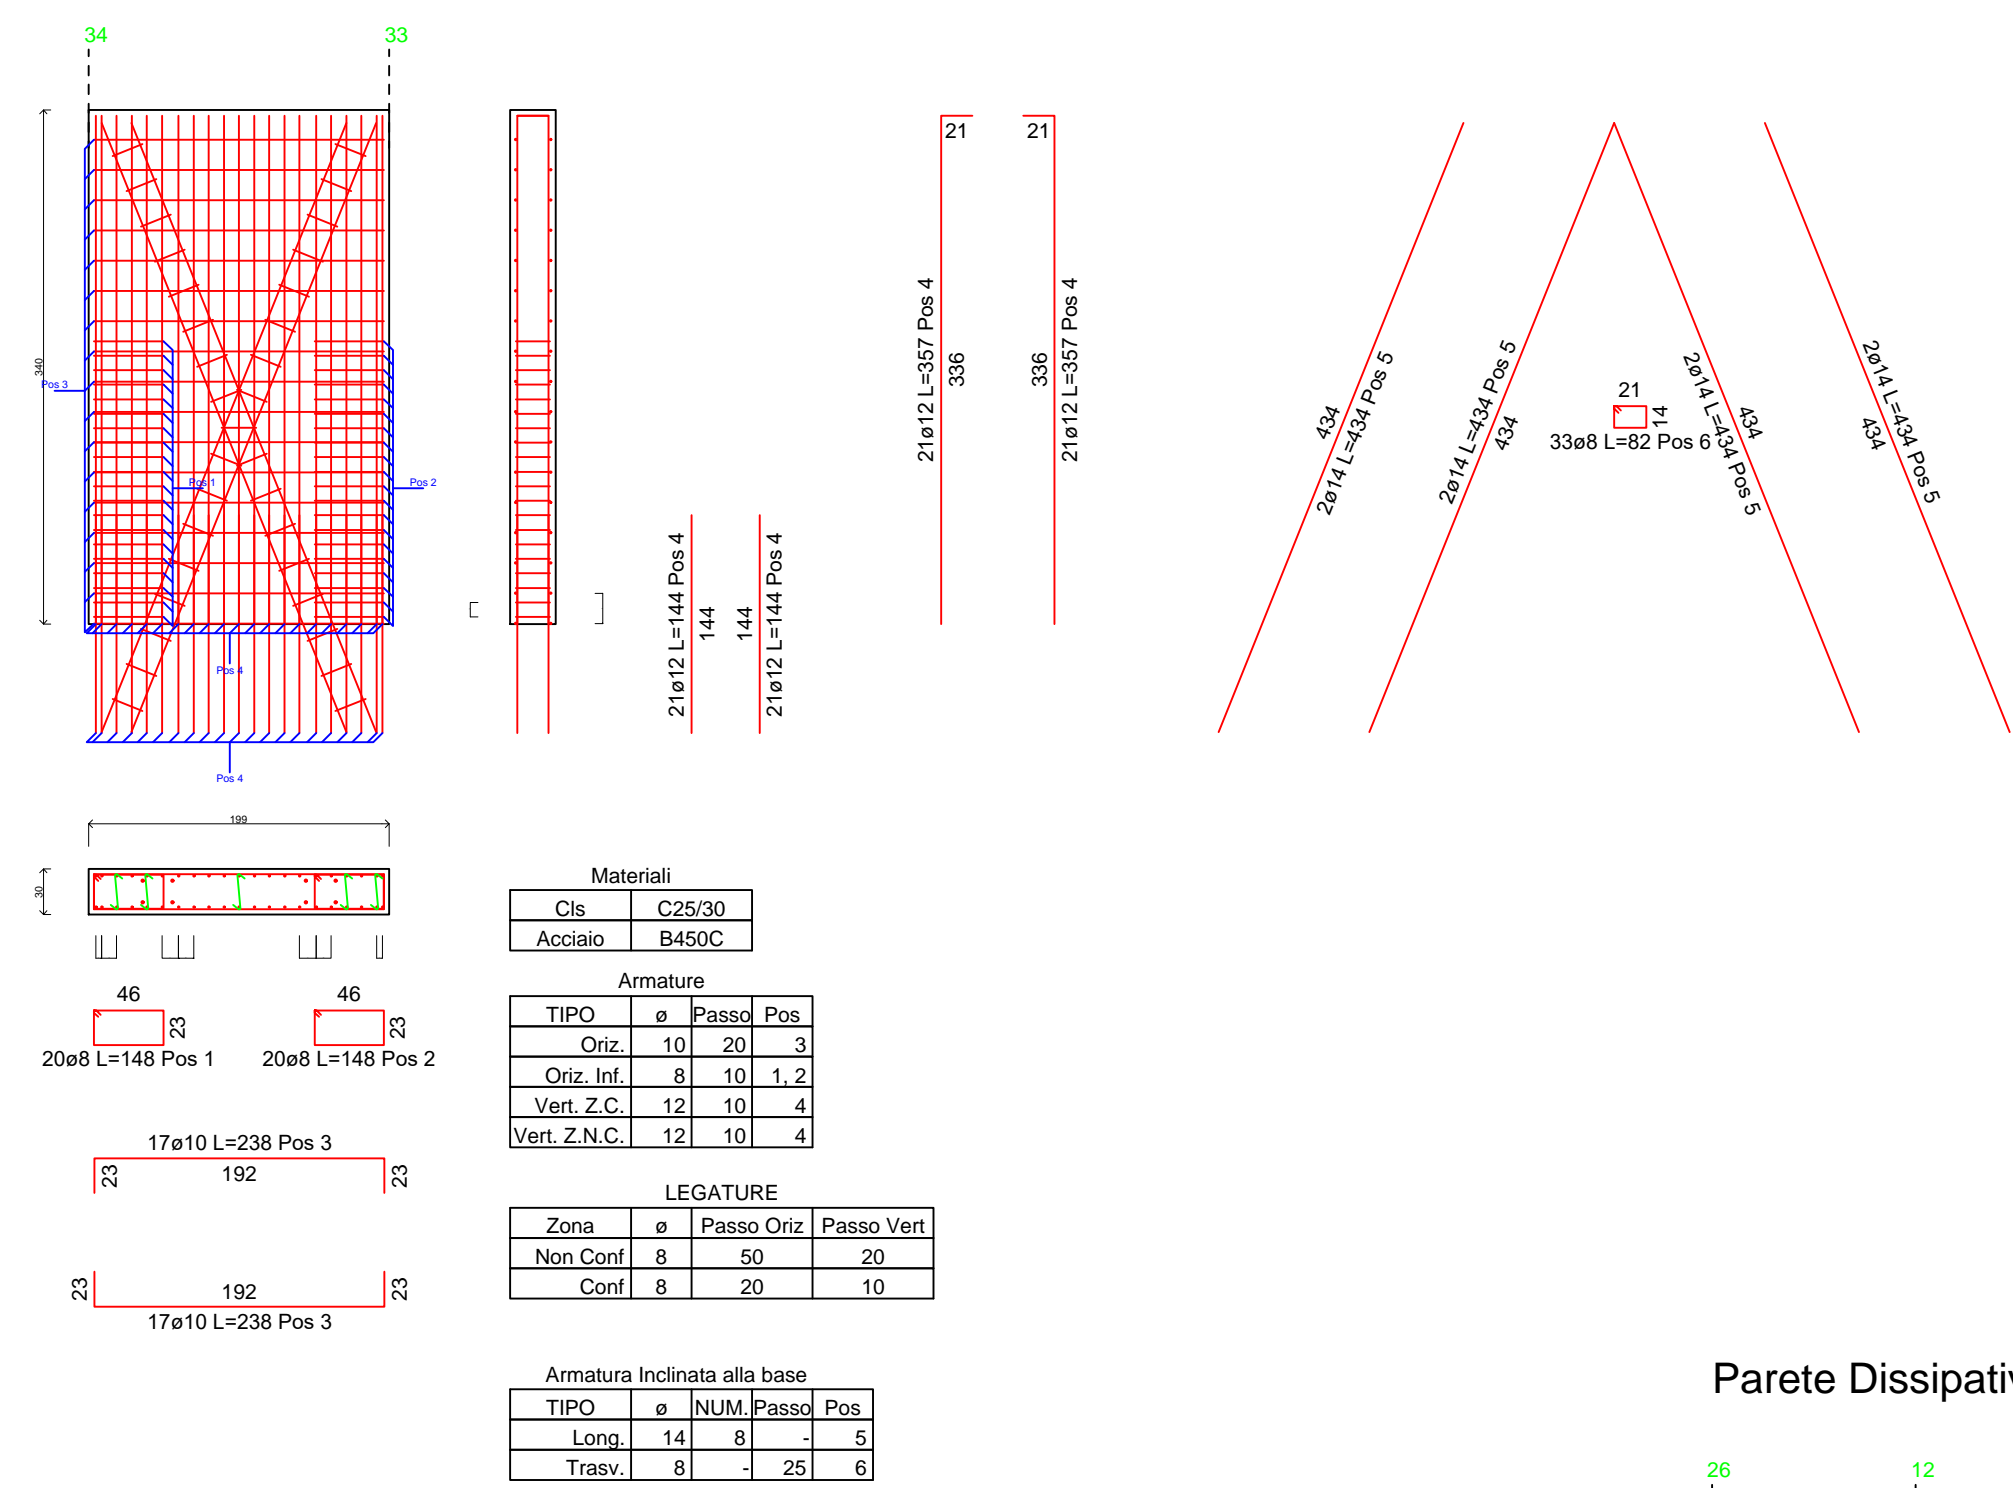 34
33
340
Pos 3
Pos 1
Pos 2
Pos 4
Pos 4
21ø12 L=144 Pos 4
144
144
21ø12 L=144 Pos 4
21
21
21ø12 L=357 Pos 4
336
336
21ø12 L=357 Pos 4
434
2ø14 L=434 Pos 5
2ø14 L=434 Pos 5
434
21
14
33ø8 L=82 Pos 6
434
2ø14 L=434 Pos 5
2ø14 L=434 Pos 5
434
199
30
46
23
20ø8 L=148 Pos 1
46
23
20ø8 L=148 Pos 2
17ø10 L=238 Pos 3
23
192
23
23
192
23
17ø10 L=238 Pos 3
Materiali
Cls C25/30
Acciaio B450C
Armature
TIPO ø Passo Pos
Oriz. 10 20 3
Oriz. Inf. 8 10 1, 2
Vert. Z.C. 12 10 4
Vert. Z.N.C. 12 10 4
LEGATURE
Zona ø Passo Oriz Passo Vert
Non Conf 8 50 20
Conf 8 20 10
Armatura Inclinata alla base
TIPO ø NUM. Passo Pos
Long. 14 8 - 5
Trasv. 8 - 25 6
Parete Dissipativ
26
12